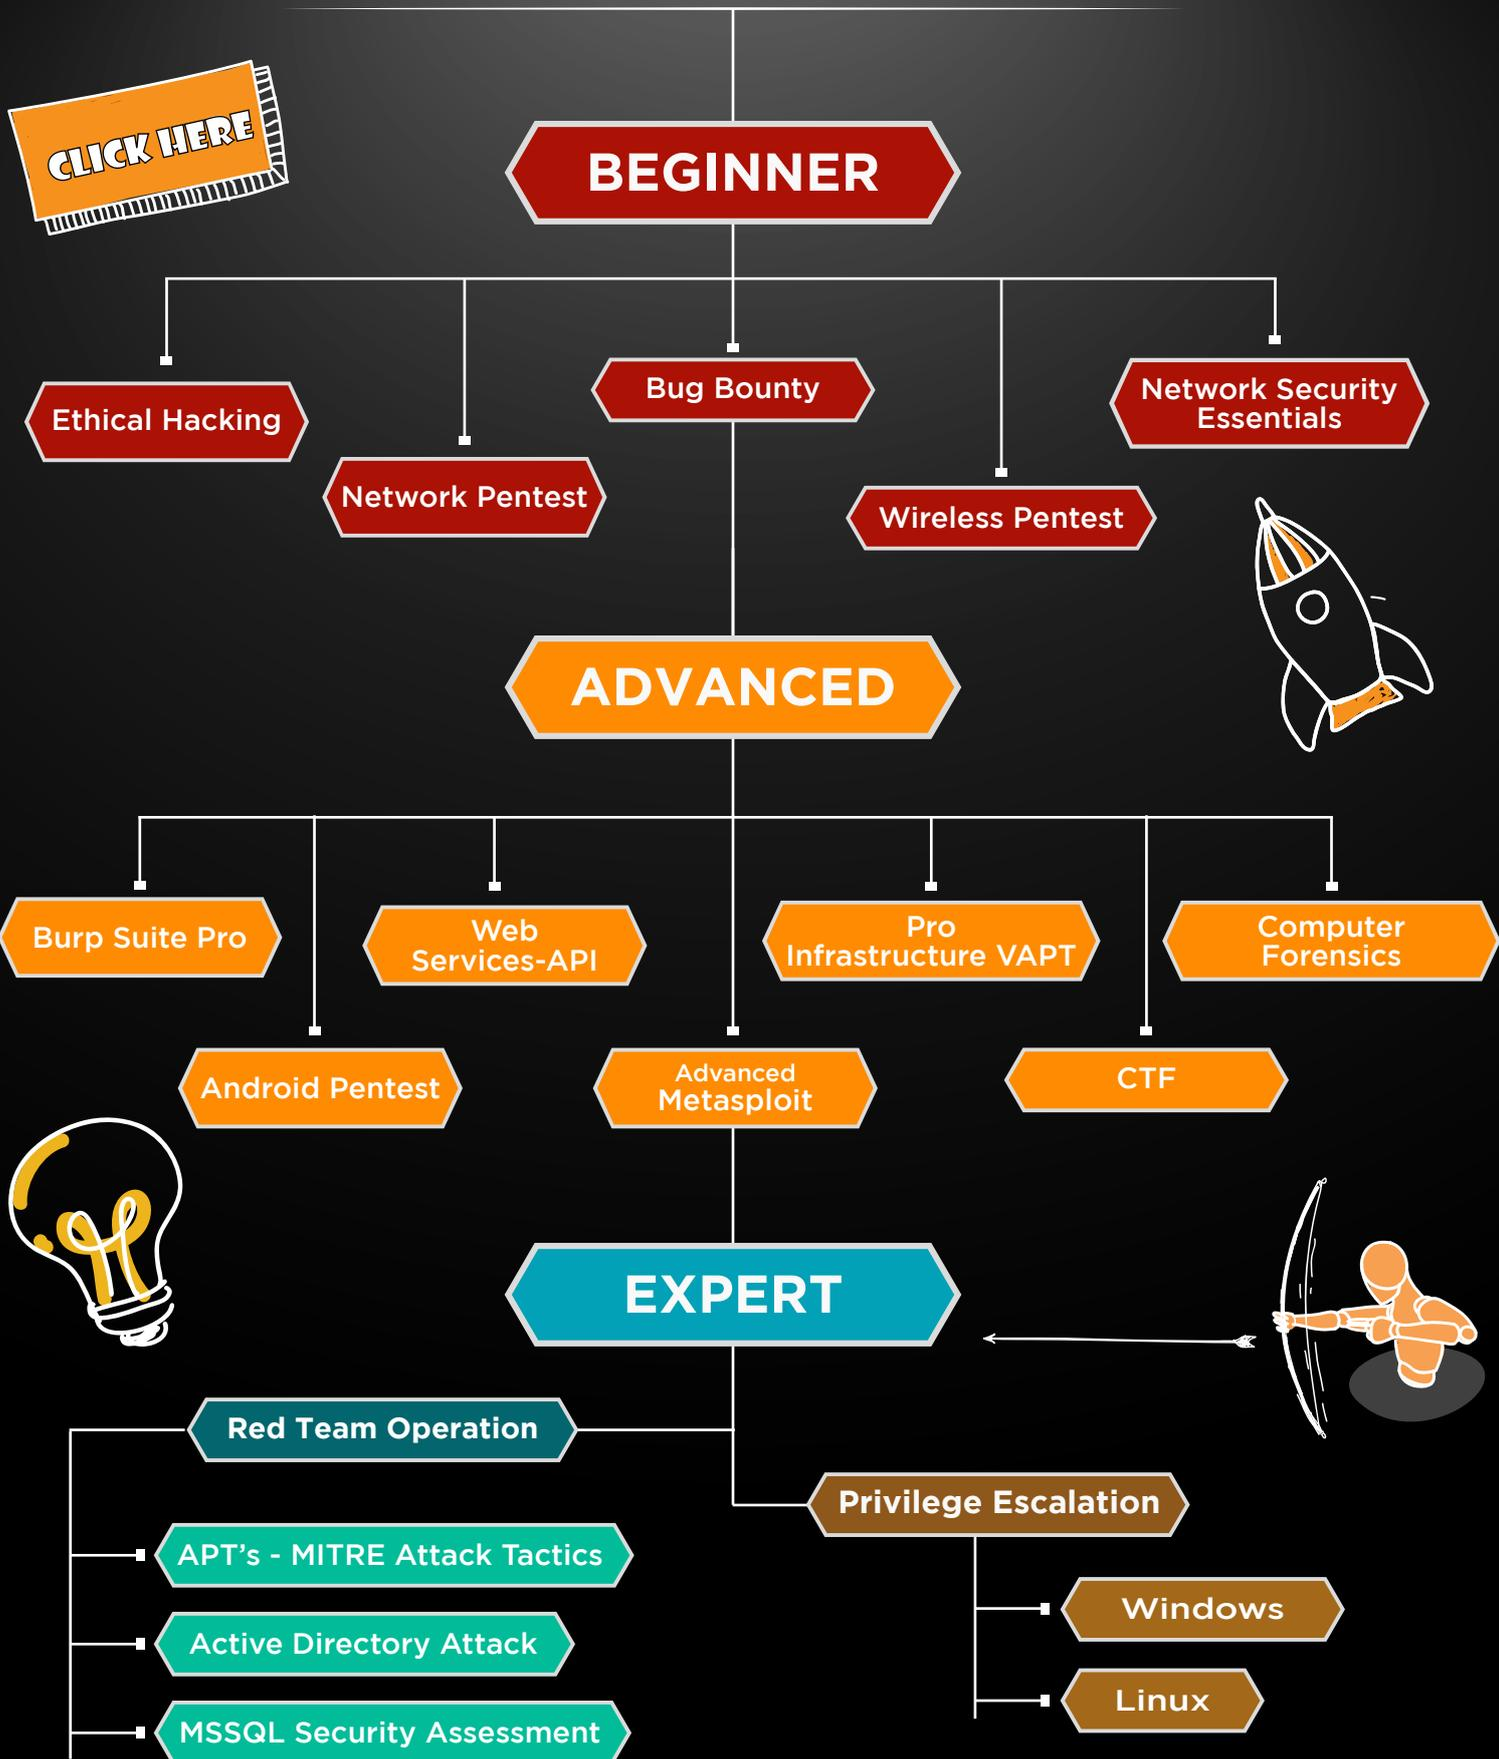 CLICK HERE
BEGINNER
Ethical Hacking
Network Pentest
Bug Bounty
Wireless Pentest
Network Security
Essentials
ADVANCED
Burp Suite Pro
Android Pentest
Web
Services-API
Advanced
Metasploit
Pro
Infrastructure VAPT
CTF
Computer
Forensics
EXPERT
Red Team Operation
APT’s - MITRE Attack Tactics
Active Directory Attack
MSSQL Security Assessment
Privilege Escalation
Windows
Linux